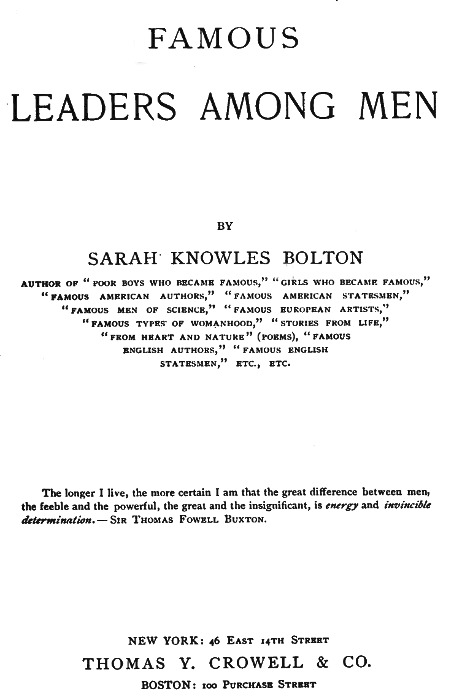 FAMOUS
LEADERS AMONG MEN
BY
SARAH KNOWLES BOLTON
AUTHOR OF "POOR BOYS WHO BECAME FAMOUS," "GIRLS WHO BECAME FAMOUS,"
"FAMOUS AMERICAN AUTHORS," "FAMOUS AMERICAN STATESMEN,"
"FAMOUS MEN OF SCIENCE," "FAMOUS EUROPEAN ARTISTS,"
"FAMOUS TYPES OF WOMANHOOD," "STORIES FROM LIFE,"
"FROM HEART AND NATURE" (POEMS), "FAMOUS
ENGLISH AUTHORS," "FAMOUS ENGLISH
STATESMEN," ETC., ETC.
The longer I live, the more certain I am that the great difference between men,
the feeble and the powerful, the great and the insignificant, is energy and invincible
determination. — SIR THOMAS FOWELL BUXTON.
NEW YORK: 46 EAST 14TH STREET
THOMAS Y. CROWELL & CO.
BOSTON: 100 PURCHASE STREET